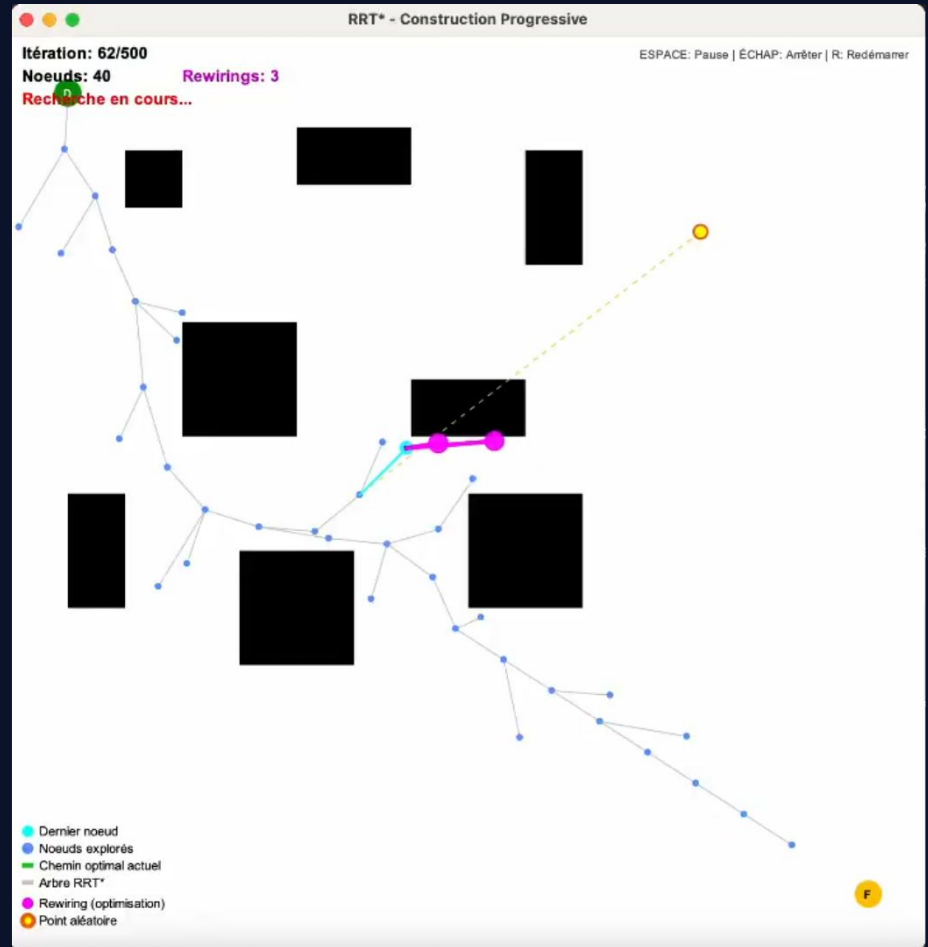 RRT* - Construction Progressive
Itération: 62/500
ESPACE: Pause | ÉCHAP: Arrêter | R: Redémarrer
Noeuds: 40
Rewirings: 3
D
Recherche en cours...
Dernier noeud
Noeuds explorés
Chemin optimal actuel
Arbre RRT*
Rewiring (optimisation)
Point aléatoire
F